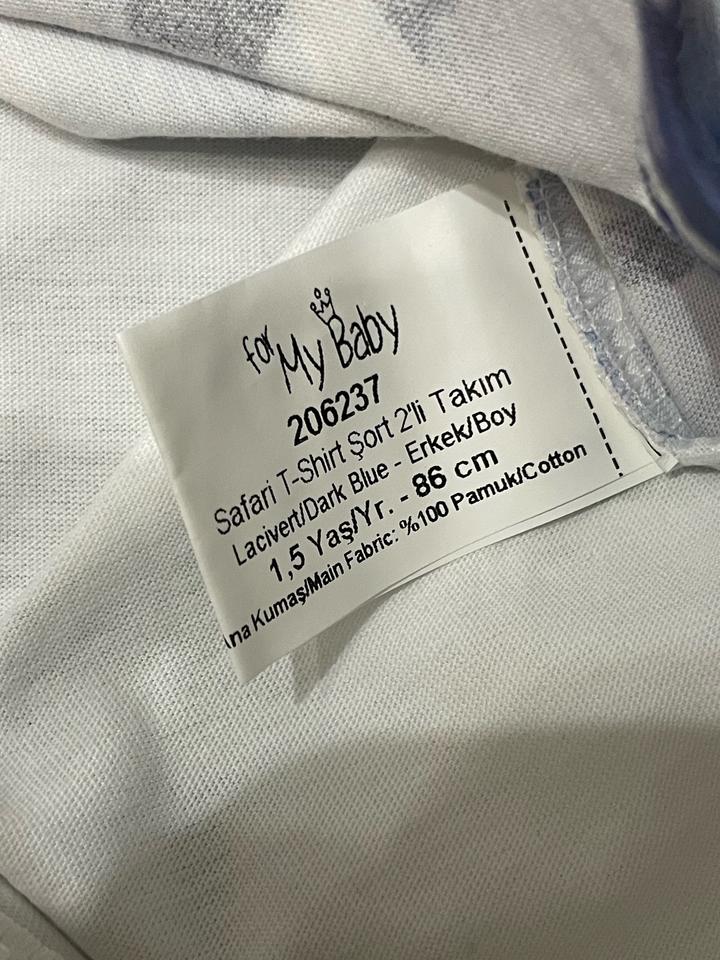 for My Baby
206237
Safari T-Shirt Şort 2'li Takım
Lacivert/Dark Blue - Erkek/Boy
1,5 Yaş/Yr. - 86 cm
Ana Kumaş/Main Fabric: %100 Pamuk/Cotton